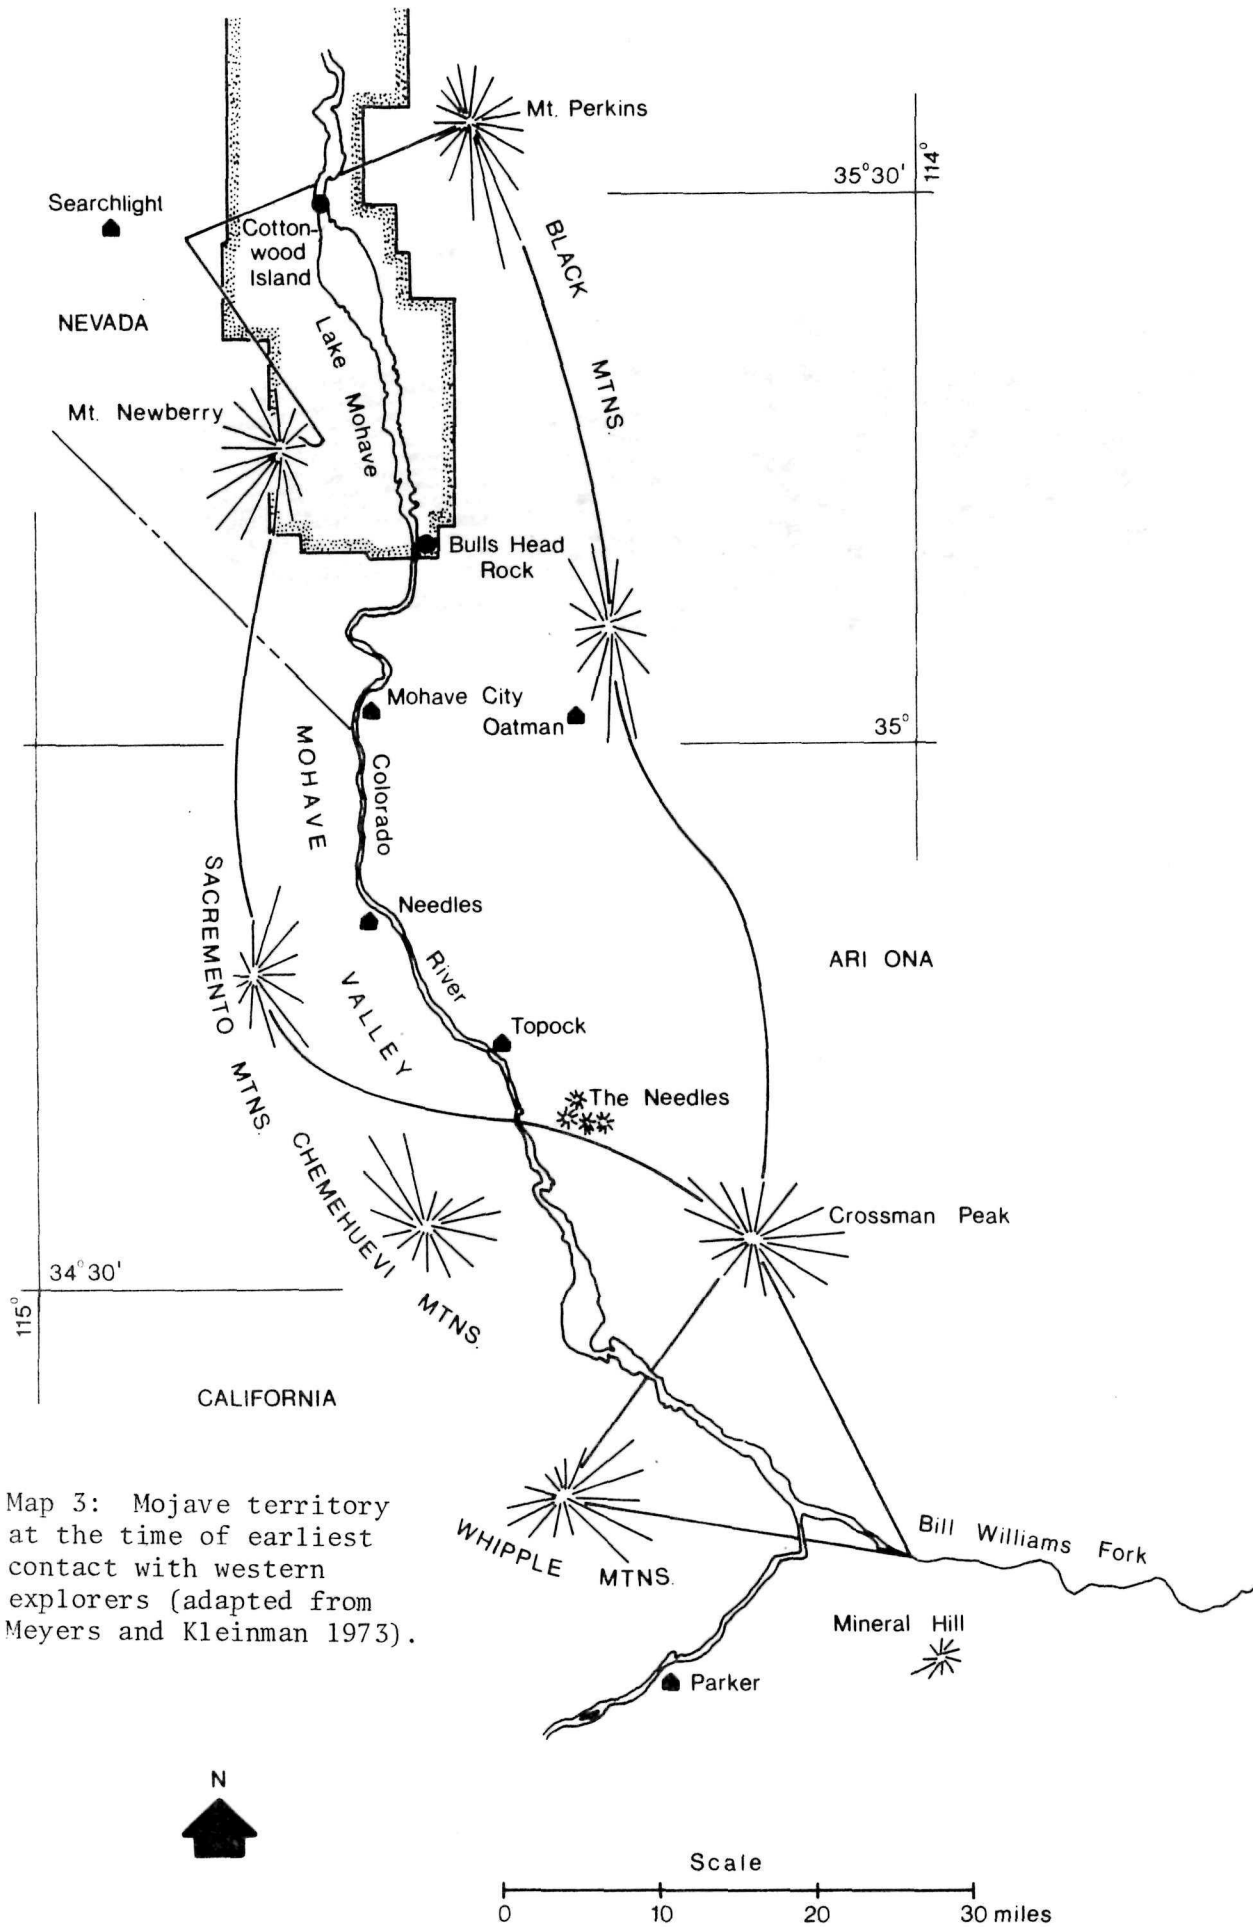 Mt. Perkins
35°30'
114°
Searchlight
Cotton-
wood
Island
BLACK MTNS.
NEVADA
Lake Mohave
Mt. Newberry
Bulls Head
Rock
Mohave City
Oatman
35°
MOHAVE VALLEY
Colorado River
SACREMENTO MTNS.
Needles
ARI ONA
Topock
The Needles
CHEMEHUEVI MTNS.
Crossman Peak
34°30'
115°
CALIFORNIA
Map 3: Mojave territory
at the time of earliest
contact with western
explorers (adapted from
Meyers and Kleinman 1973).
WHIPPLE MTNS.
Bill Williams Fork
Mineral Hill
Parker
N
Scale
0 10 20 30 miles